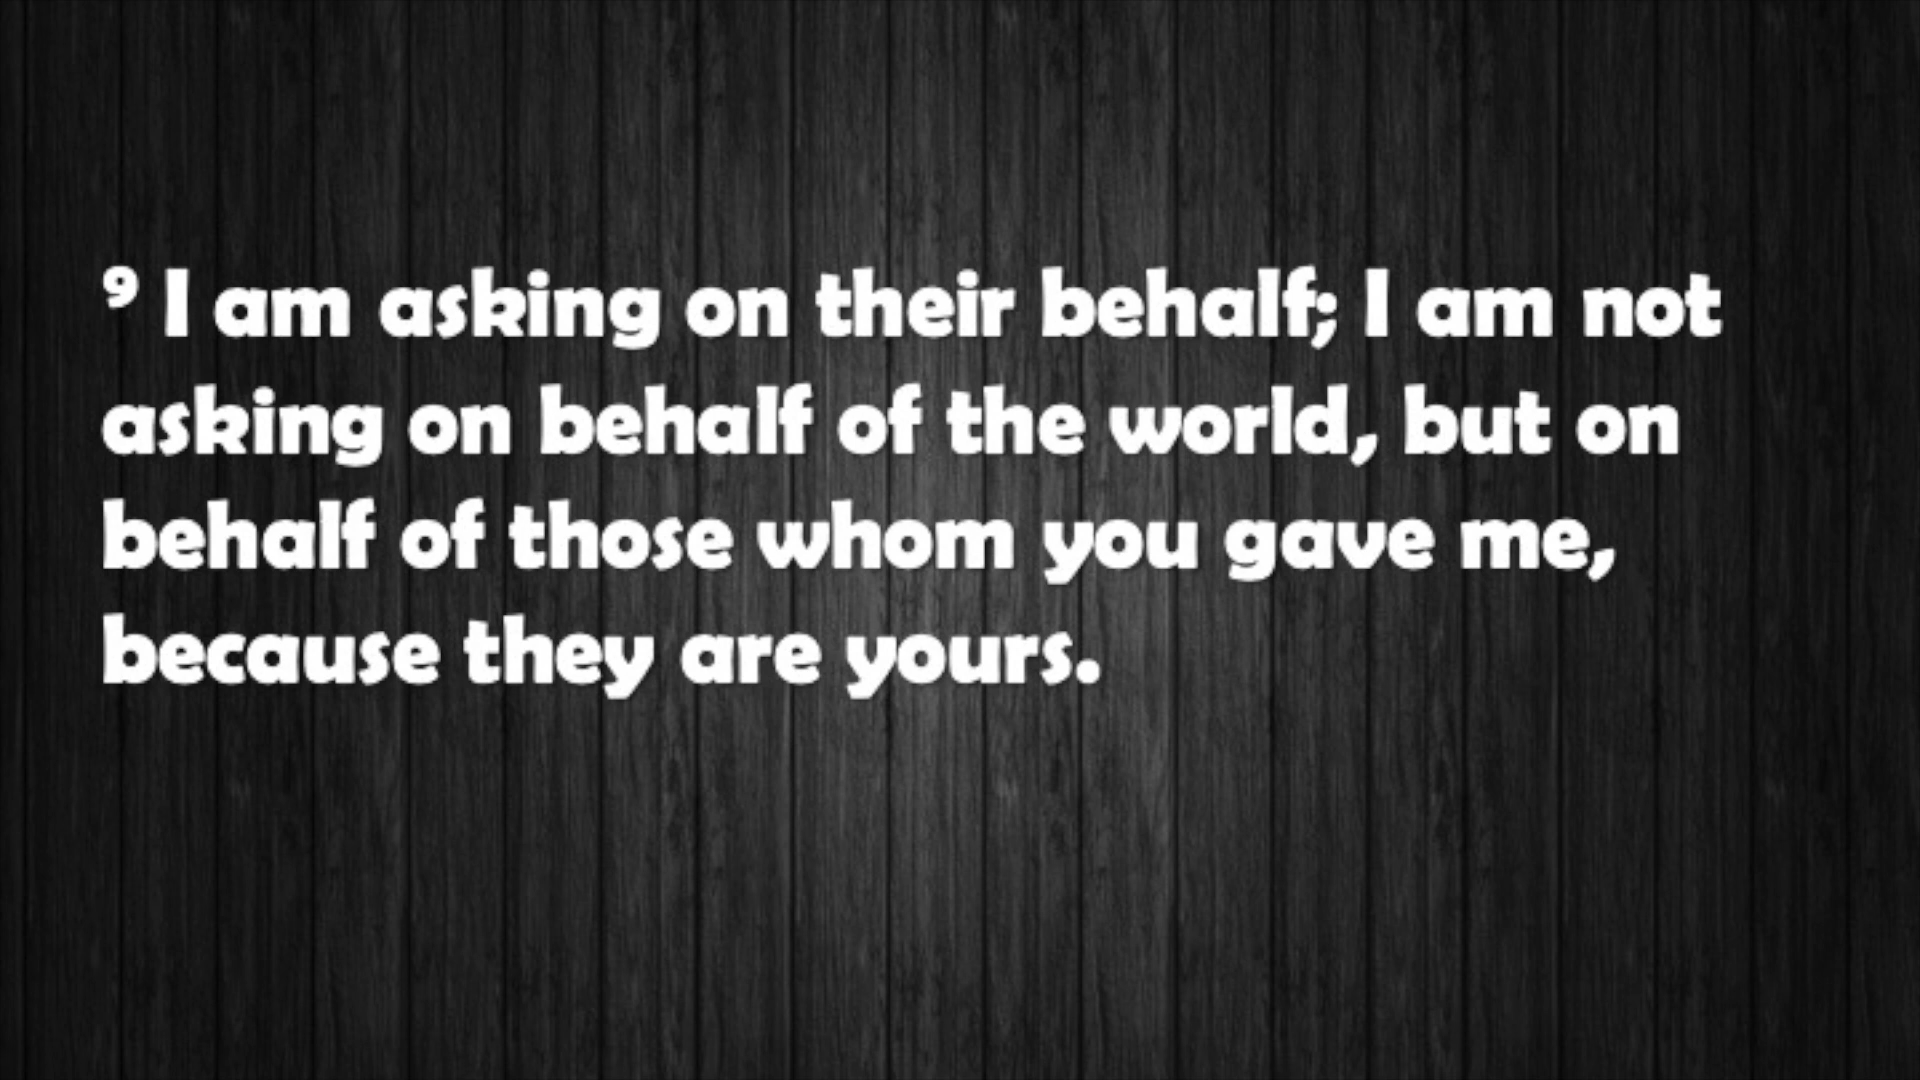 ⁹ I am asking on their behalf; I am not
asking on behalf of the world, but on
behalf of those whom you gave me,
because they are yours.